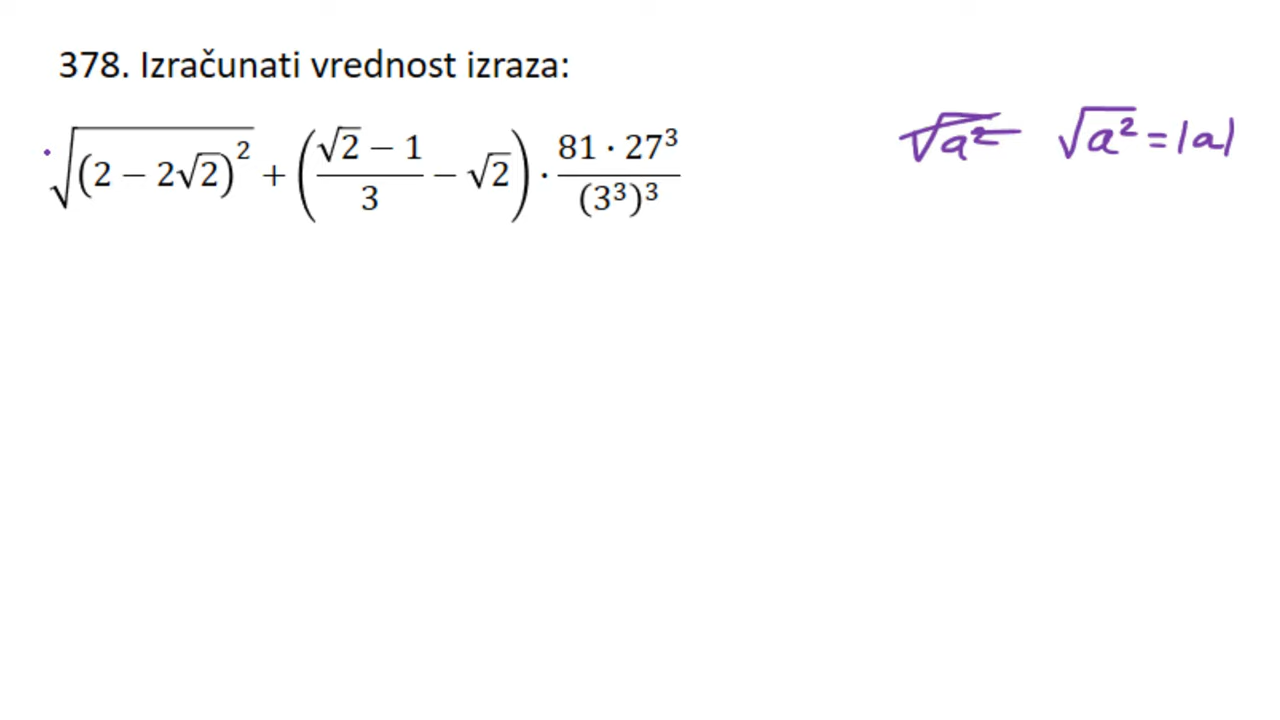 378. Izračunati vrednost izraza:
√(2 − 2√2)² + ((√2 − 1)/3 − √2) · (81 · 27³)/(3³)³
√a² √a² = |a|